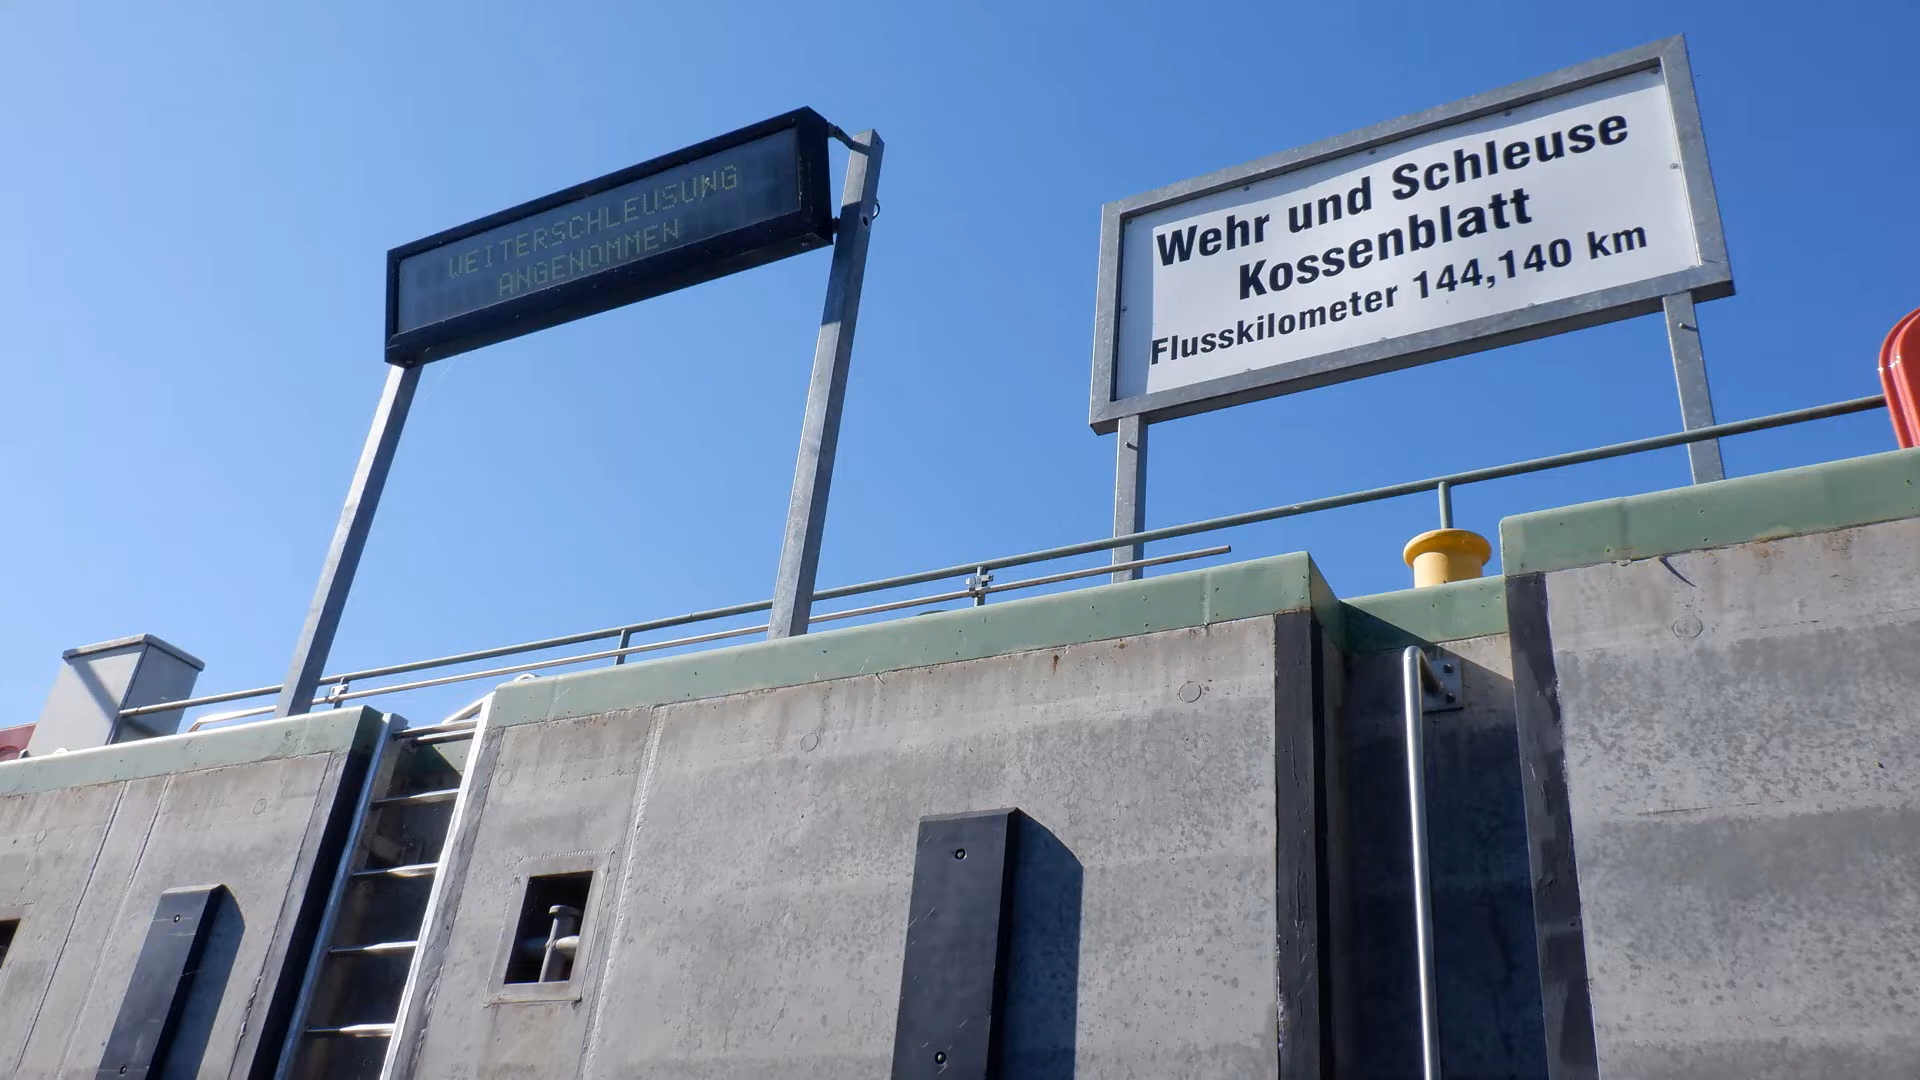 WEITERSCHLEUSUNG
ANGENOMMEN
Wehr und Schleuse
Kossenblatt
Flusskilometer 144,140 km